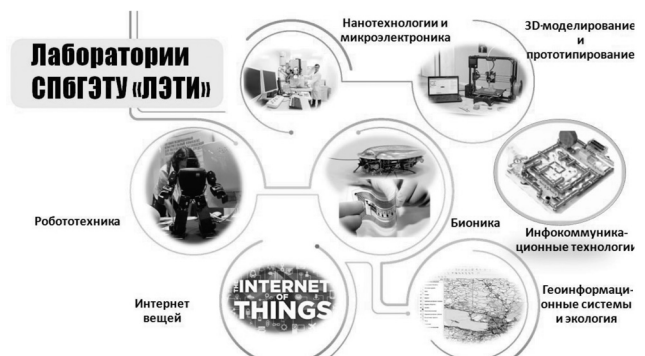 Лаборатории
СПбГЭТУ «ЛЭТИ»
Нанотехнологии и
микроэлектроника
3D-моделирование
и
прототипирование
Робототехника
Бионика
Инфокоммуника-
ционные технологии
Интернет
вещей
INTERNET
OF
THINGS
Геоинформаци-
онные системы
и экология